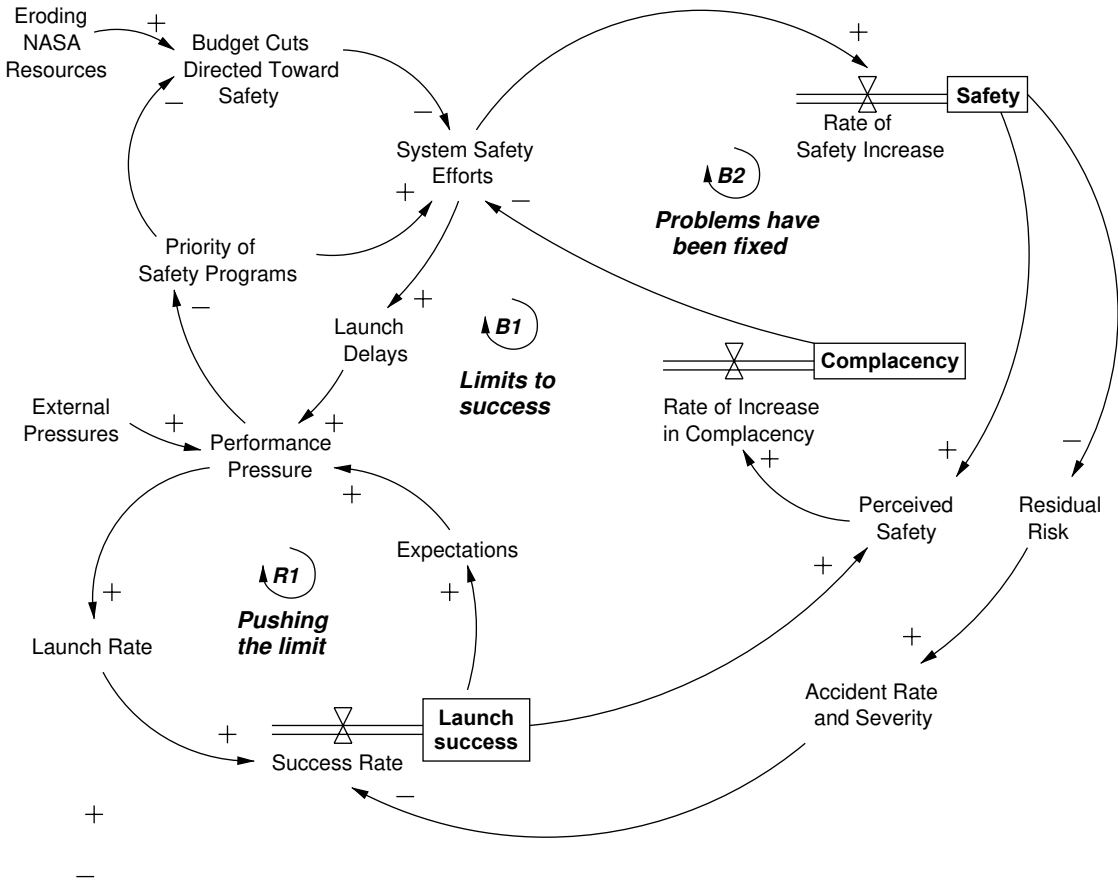 Eroding
NASA
Resources
+
Budget Cuts
Directed Toward
Safety
−
−
+
Rate of
Safety Increase
Safety
System Safety
Efforts
+
−
B2
Problems have
been fixed
Priority of
Safety Programs
−
+
Launch
Delays
B1
Limits to
success
Complacency
Rate of Increase
in Complacency
+
External
Pressures
+
+
Performance
Pressure
+
+
−
Perceived
Safety
Residual
Risk
Expectations
+
+
R1
Pushing
the limit
+
Launch Rate
+
Accident Rate
and Severity
+
Success Rate
Launch
success
−
+
−